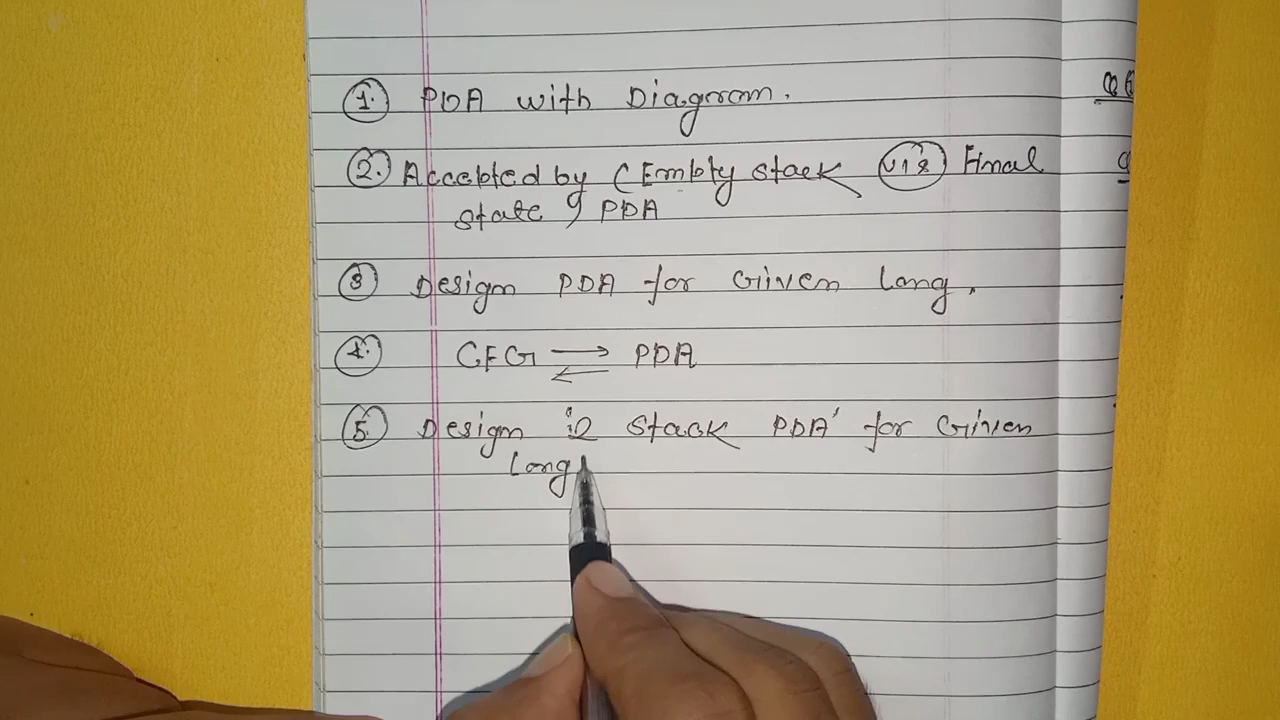 1. PDA with Diagram.
2. Accepted by (Empty stack vis Final
state) PDA
3 Design PDA for Given Lang.
4. CFG ⇌ PDA
5. Design '2 Stack PDA' for Given
Lang